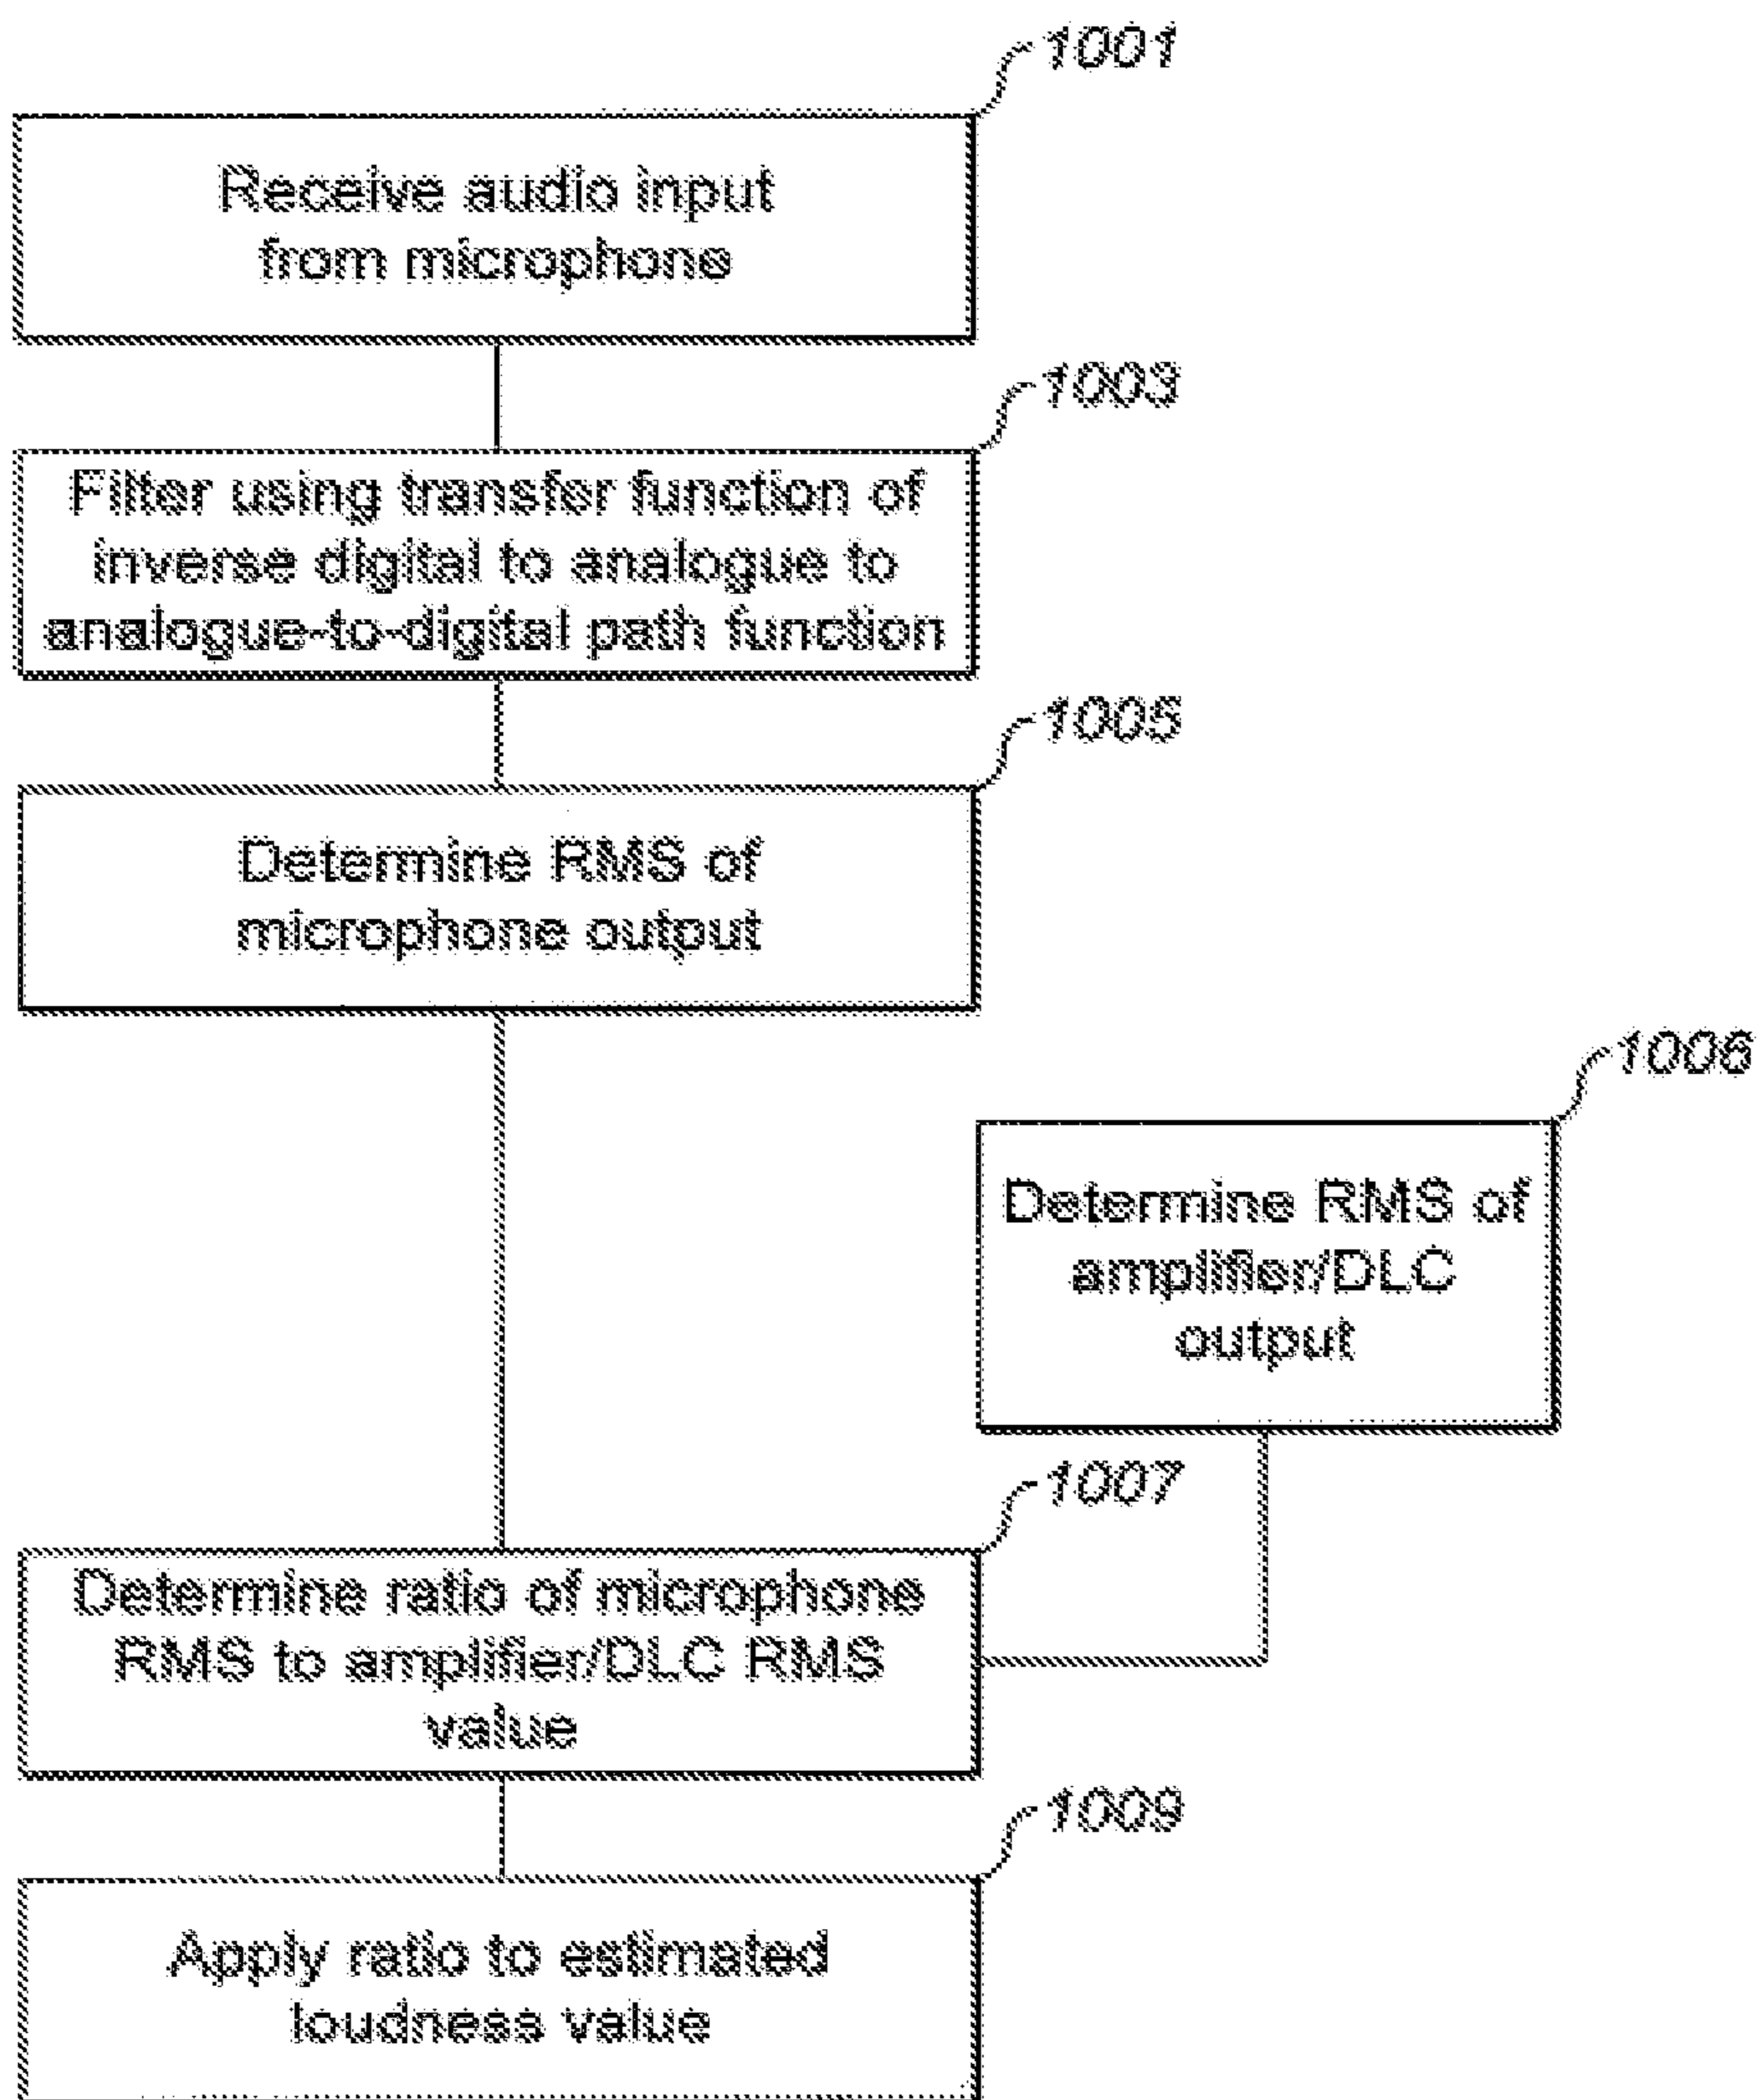 1001
Receive audio input
from microphone
1003
Filter using transfer function of
inverse digital to analogue to
analogue-to-digital path function
1005
Determine RMS of
microphone output
1006
Determine RMS of
amplifier/DLC
output
1007
Determine ratio of microphone
RMS to amplifier/DLC RMS
value
1009
Apply ratio to estimated
loudness value